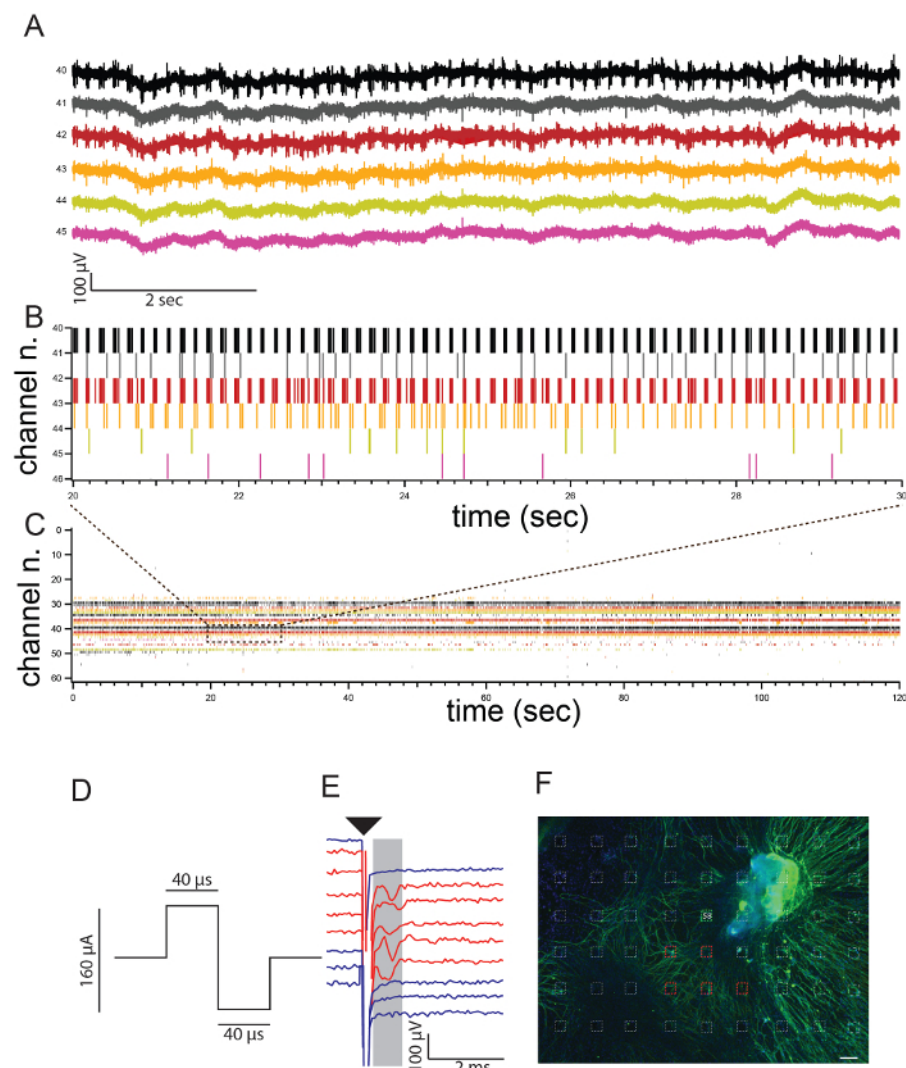 A
40
41
42
43
44
45
100 µV
2 sec
B
channel n.
40
41
42
43
44
45
46
20 22 24 26 28 30
time (sec)
C
channel n.
0
10
20
30
40
50
60
0 20 40 60 80 100 120
time (sec)
D
40 µs
160 µA
40 µs
E
100 µV
2 ms
F
58